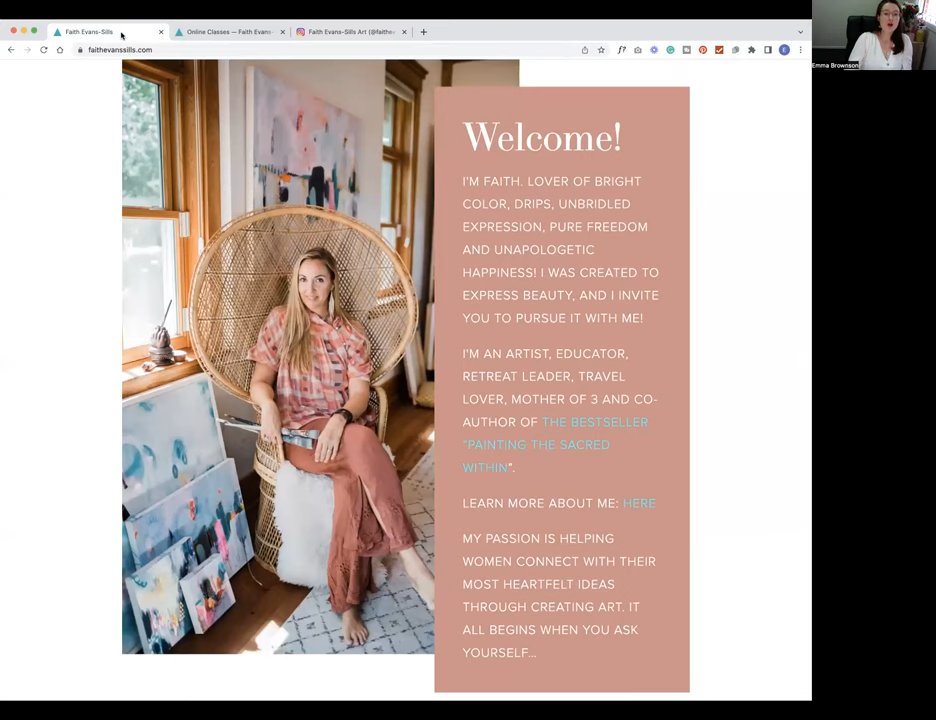 Faith Evans-Sills
Online Classes — Faith Evans-
Faith Evans-Sills Art (@faithev
faithevanssills.com
E
Emma Brownson
Welcome!
I'M FAITH. LOVER OF BRIGHT
COLOR, DRIPS, UNBRIDLED
EXPRESSION, PURE FREEDOM
AND UNAPOLOGETIC
HAPPINESS! I WAS CREATED TO
EXPRESS BEAUTY, AND I INVITE
YOU TO PURSUE IT WITH ME!
I'M AN ARTIST, EDUCATOR,
RETREAT LEADER, TRAVEL
LOVER, MOTHER OF 3 AND CO-
AUTHOR OF THE BESTSELLER
"PAINTING THE SACRED
WITHIN".
LEARN MORE ABOUT ME: HERE
MY PASSION IS HELPING
WOMEN CONNECT WITH THEIR
MOST HEARTFELT IDEAS
THROUGH CREATING ART. IT
ALL BEGINS WHEN YOU ASK
YOURSELF...